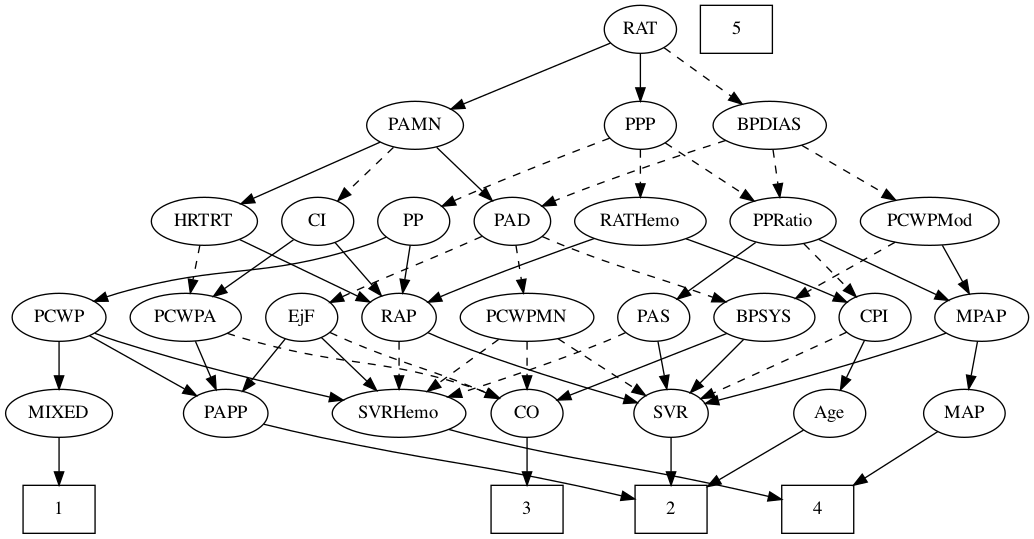 RAT 5
PAMN PPP BPDIAS
HRTRT CI PP PAD RATHemo PPRatio PCWPMod
PCWP PCWPA EjF RAP PCWPMN PAS BPSYS CPI MPAP
MIXED PAPP SVRHemo CO SVR Age MAP
1 3 2 4